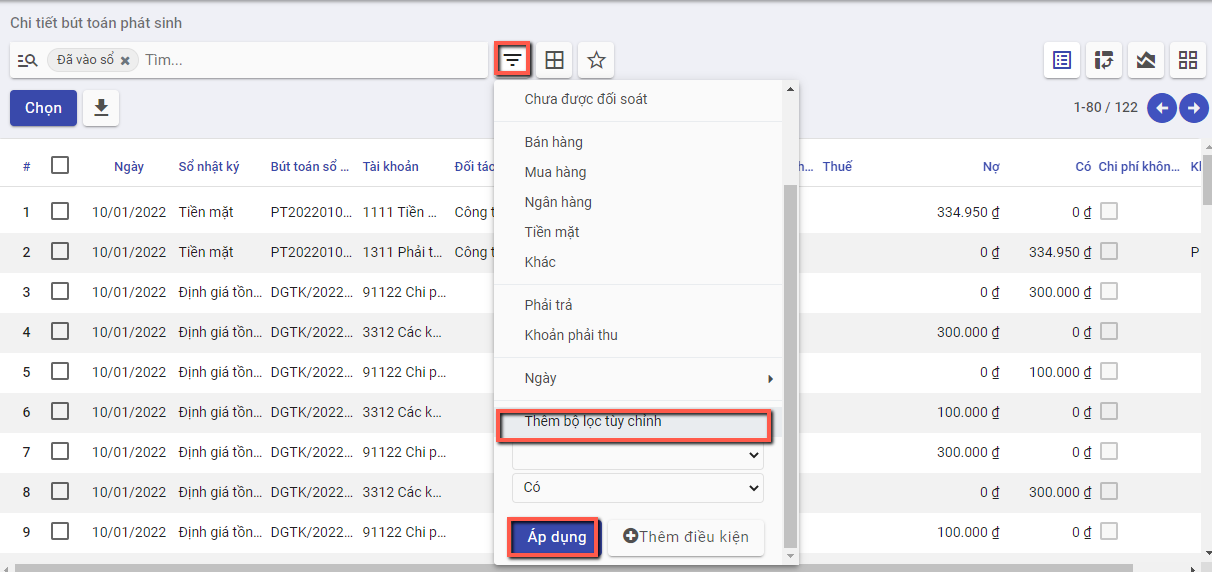 Chi tiết bút toán phát sinh
Đã vào sổ × Tìm...
Chọn
1-80 / 122
Chưa được đối soát
Bán hàng
Mua hàng
Ngân hàng
Tiền mặt
Khác
Phải trả
Khoản phải thu
Ngày
Thêm bộ lọc tùy chỉnh
Có
Áp dụng Thêm điều kiện
# Ngày Sổ nhật ký Bút toán sổ ... Tài khoản Đối tác h... Thuế Nợ Có Chi phí khôn...
1 10/01/2022 Tiền mặt PT2022010... 1111 Tiền ... Công t 334.950 ₫ 0 ₫
2 10/01/2022 Tiền mặt PT2022010... 1311 Phải t... Công t 0 ₫ 334.950 ₫ P
3 10/01/2022 Định giá tồn... DGTK/2022... 91122 Chi p... 0 ₫ 300.000 ₫
4 10/01/2022 Định giá tồn... DGTK/2022... 3312 Các k... 300.000 ₫ 0 ₫
5 10/01/2022 Định giá tồn... DGTK/2022... 91122 Chi p... 0 ₫ 100.000 ₫
6 10/01/2022 Định giá tồn... DGTK/2022... 3312 Các k... 100.000 ₫ 0 ₫
7 10/01/2022 Định giá tồn... DGTK/2022... 91122 Chi p... 300.000 ₫ 0 ₫
8 10/01/2022 Định giá tồn... DGTK/2022... 3312 Các k... 0 ₫ 300.000 ₫
9 10/01/2022 Định giá tồn... DGTK/2022... 91122 Chi p... 100.000 ₫ 0 ₫